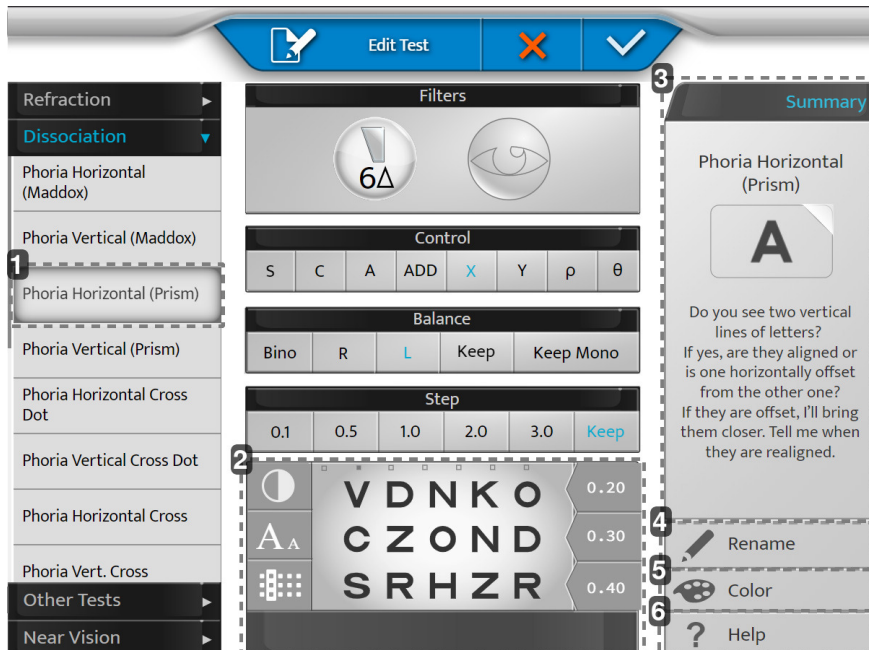 Edit Test
3
Refraction
Dissociation
Phoria Horizontal
(Maddox)
Phoria Vertical (Maddox)
1
Phoria Horizontal (Prism)
Phoria Vertical (Prism)
Phoria Horizontal Cross
Dot
Phoria Vertical Cross Dot
Phoria Horizontal Cross
Phoria Vert. Cross
Other Tests
Near Vision
Filters
6Δ
Control
S C A ADD X Y ρ θ
Balance
Bino R L Keep Keep Mono
Step
0.1 0.5 1.0 2.0 3.0 Keep
2
V D N K O 0.20
A A C Z O N D 0.30
S R H Z R 0.40
Summary
Phoria Horizontal
(Prism)
A
Do you see two vertical
lines of letters?
If yes, are they aligned or
is one horizontally offset
from the other one?
If they are offset, I'll bring
them closer. Tell me when
they are realigned.
4
Rename
5
Color
6
? Help